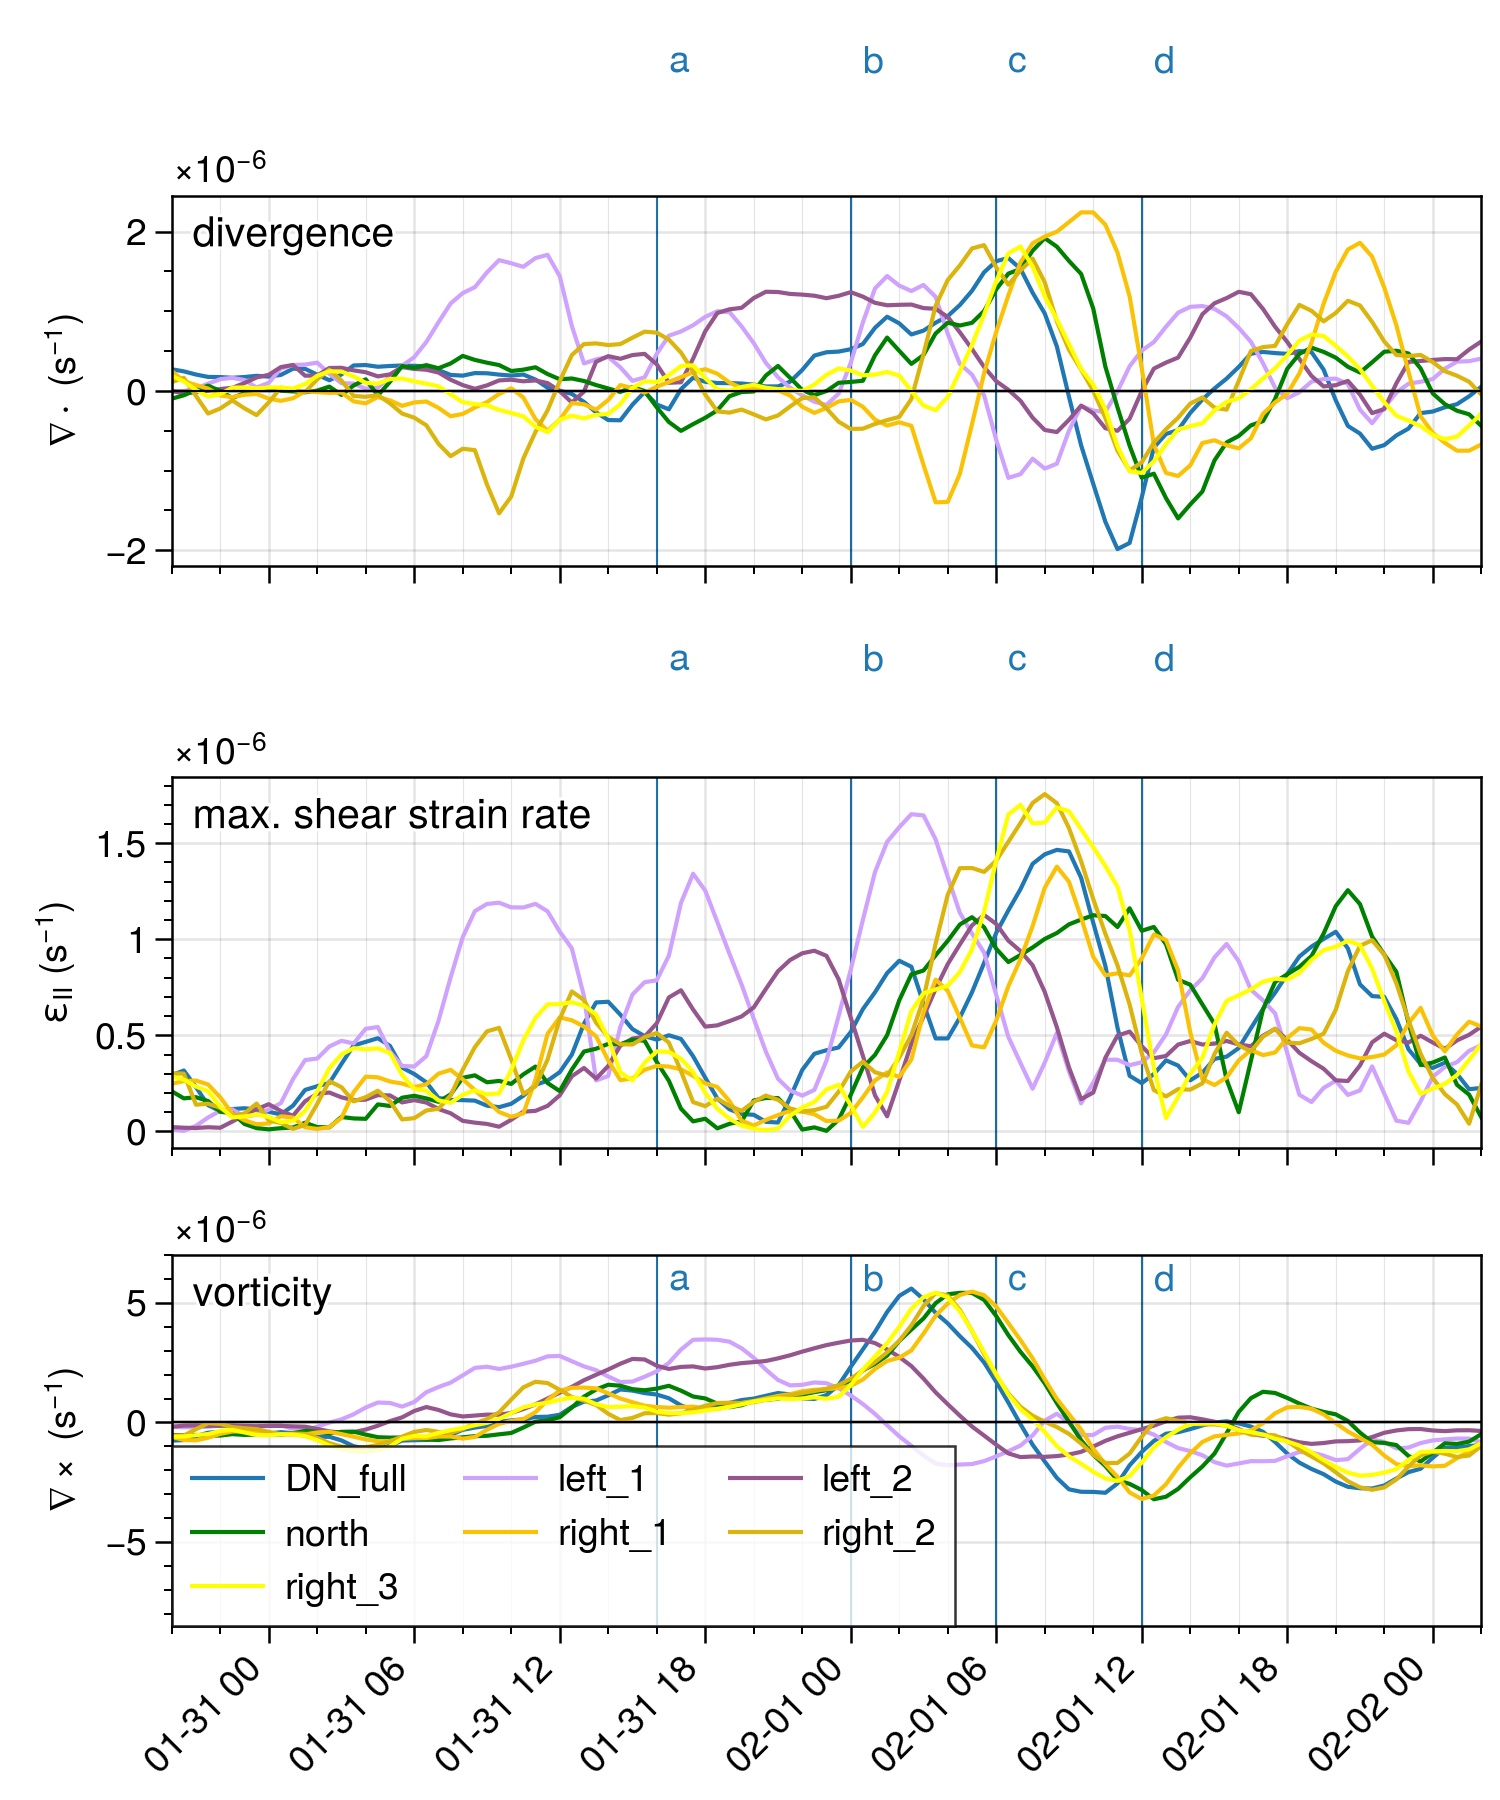 a b c d
×10⁻⁶
divergence
2
0
−2
∇ · (s⁻¹)
a b c d
×10⁻⁶
max. shear strain rate
1.5
1
0.5
0
ε_II (s⁻¹)
×10⁻⁶
vorticity
a b c d
5
0
−5
∇ × (s⁻¹)
DN_full left_1 left_2
north right_1 right_2
right_3
01-31 00 01-31 06 01-31 12 01-31 18 02-01 00 02-01 06 02-01 12 02-01 18 02-02 00